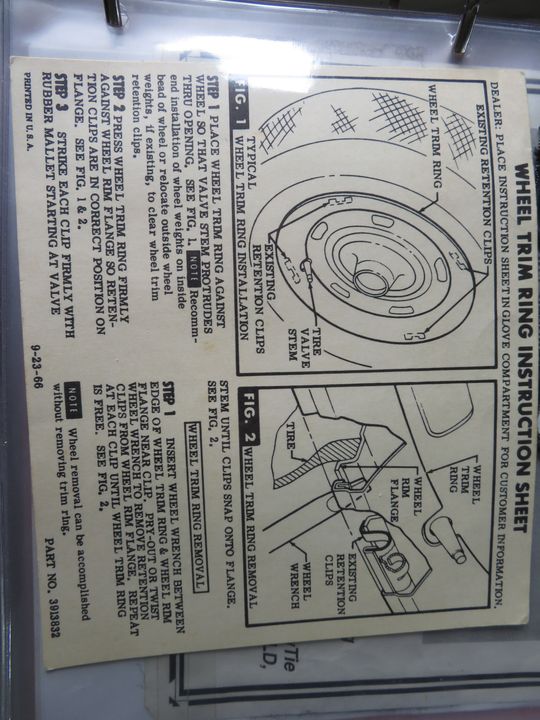 WHEEL TRIM RING INSTRUCTION SHEET
DEALER: PLACE INSTRUCTION SHEET IN GLOVE COMPARTMENT FOR CUSTOMER INFORMATION.
EXISTING RETENTION CLIPS
WHEEL TRIM RING
EXISTING
RETENTION CLIPS
TIRE
VALVE
STEM
TYPICAL
FIG. 1 WHEEL TRIM RING INSTALLATION
STEP 1 PLACE WHEEL TRIM RING AGAINST
WHEEL SO THAT VALVE STEM PROTRUDES
THRU OPENING. SEE FIG. 1. NOTE Recomm-
end installation of wheel weights on inside
bead of wheel or relocate outside wheel
weights, if existing, to clear wheel trim
retention clips.
STEP 2 PRESS WHEEL TRIM RING FIRMLY
AGAINST WHEEL RIM FLANGE SO RETEN-
TION CLIPS ARE IN CORRECT POSITION ON
FLANGE. SEE FIG. 1 & 2.
STEP 3 STRIKE EACH CLIP FIRMLY WITH
RUBBER MALLET STARTING AT VALVE
PRINTED IN U.S.A.
9-23-66
WHEEL
TRIM
RING
WHEEL
RIM
FLANGE
TIRE
EXISTING
RETENTION
CLIPS
WHEEL
WRENCH
FIG. 2 WHEEL TRIM RING REMOVAL
STEM UNTIL CLIPS SNAP ONTO FLANGE.
SEE FIG. 2.
WHEEL TRIM RING REMOVAL
STEP 1 INSERT WHEEL WRENCH BETWEEN
EDGE OF WHEEL TRIM RING & WHEEL RIM
FLANGE NEAR CLIP. PRY-OUT OR TWIST
WHEEL WRENCH TO REMOVE RETENTION
CLIPS FROM WHEEL RIM FLANGE. REPEAT
AT EACH CLIP UNTIL WHEEL TRIM RING
IS FREE. SEE FIG. 2.
NOTE Wheel removal can be accomplished
without removing trim ring.
PART NO. 3913832